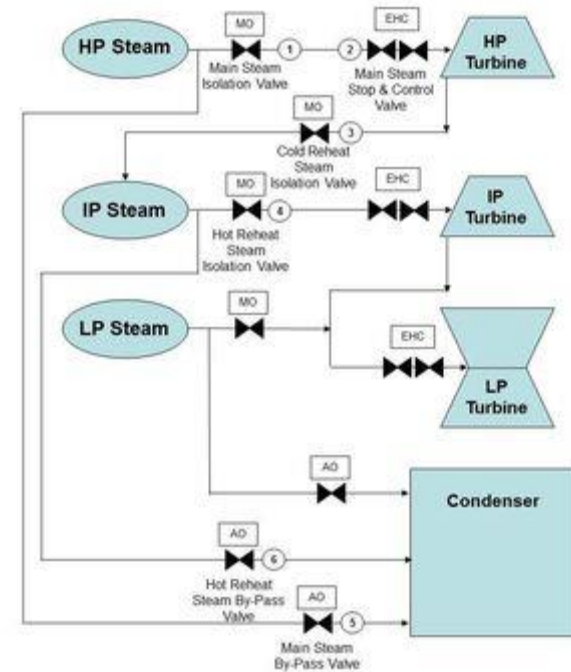 MO
EHC
HP Steam
1
2
HP
Turbine
Main Steam
Isolation Valve
Main Steam
Stop & Control
Valve
MO
3
Cold Reheat
Steam
Isolation Valve
MO
EHC
IP Steam
4
IP
Turbine
Hot Reheat
Steam
Isolation Valve
MO
LP Steam
EHC
LP
Turbine
AO
Condenser
AO
6
Hot Reheat
Steam By-Pass
Valve
AO
5
Main Steam
By-Pass Valve